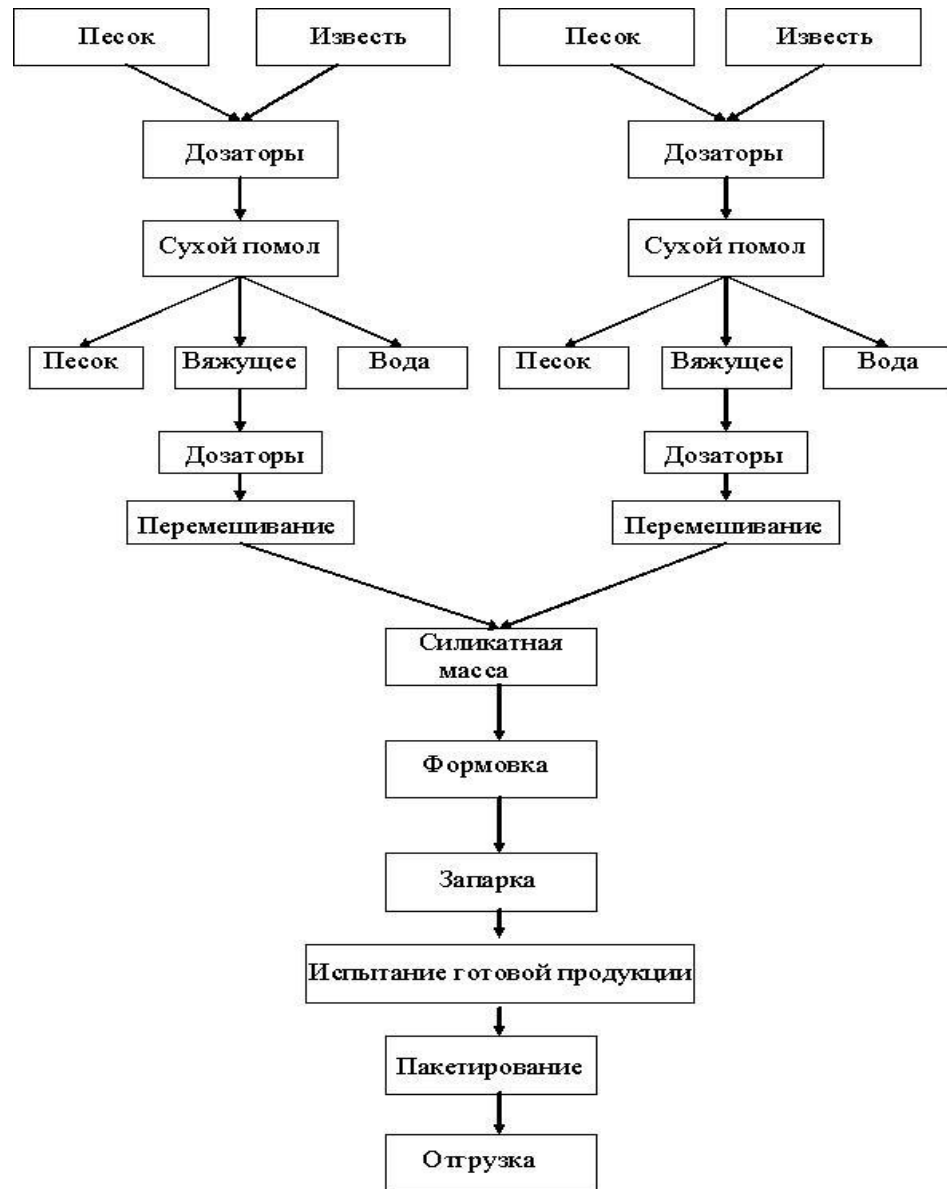 Песок
Известь
Песок
Известь
Дозаторы
Дозаторы
Сухой помол
Сухой помол
Песок
Вяжущее
Вода
Песок
Вяжущее
Вода
Дозаторы
Дозаторы
Перемешивание
Перемешивание
Силикатная
масса
Формовка
Запарка
Испытание готовой продукции
Пакетирование
Отгрузка